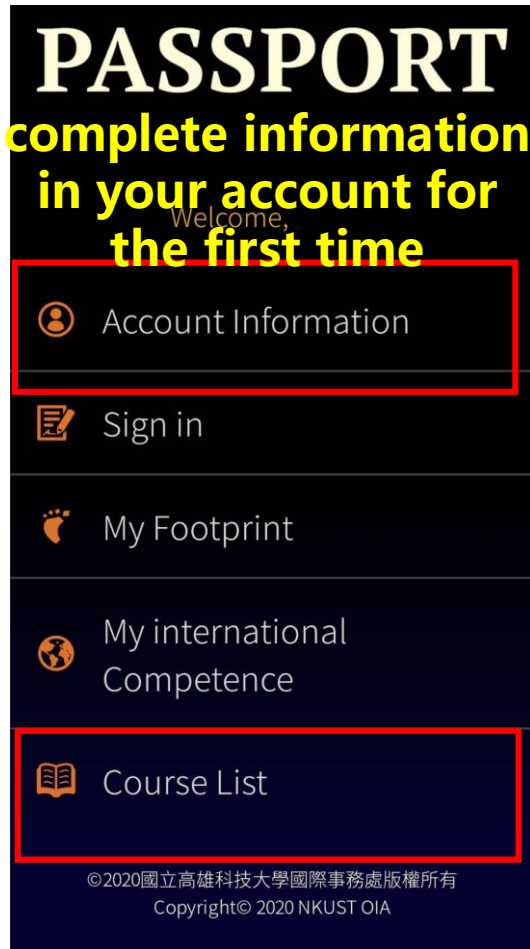 PASSPORT
complete information
in your account for
Welcome,
the first time
Account Information
Sign in
My Footprint
My international
Competence
Course List
©2020國立高雄科技大學國際事務處版權所有
Copyright© 2020 NKUST OIA